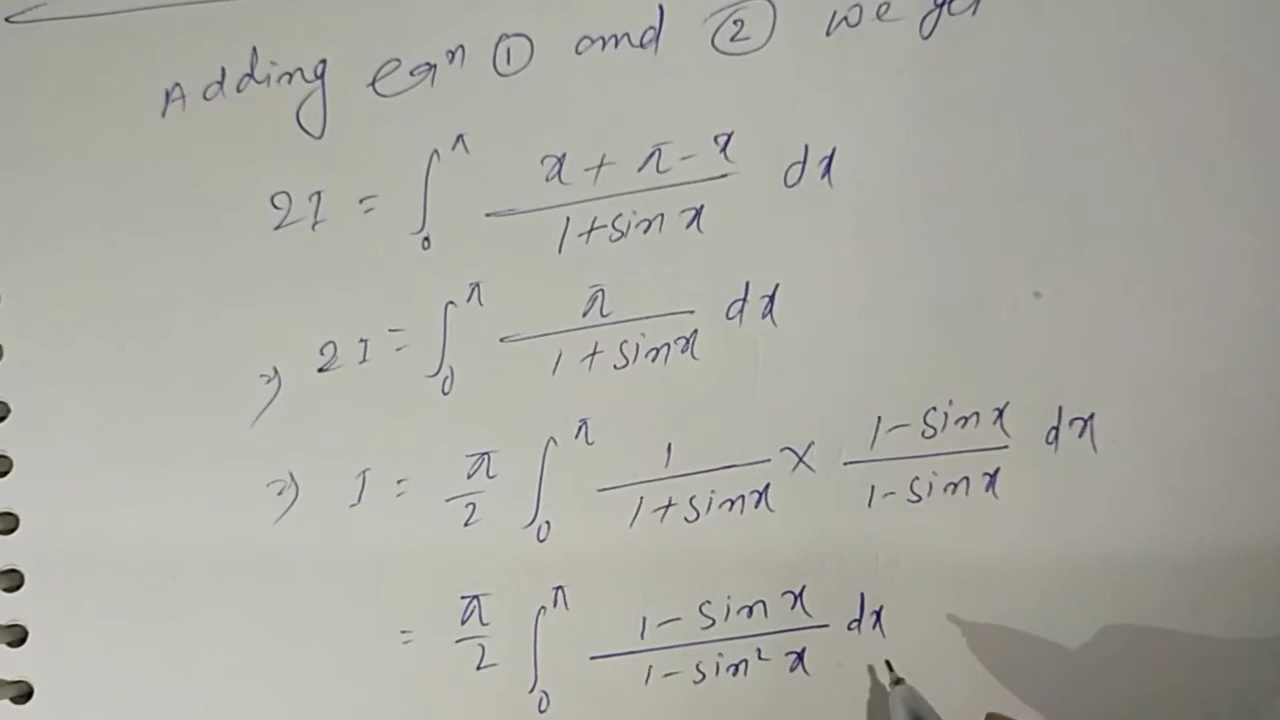 Adding eqⁿ ① and ② we get
2I = ∫₀^π (x + π - x)/(1 + sin x) dx
⇒ 2I = ∫₀^π π/(1 + sin x) dx
⇒ I = π/2 ∫₀^π 1/(1 + sin x) × (1 - sin x)/(1 - sin x) dx
= π/2 ∫₀^π (1 - sin x)/(1 - sin² x) dx